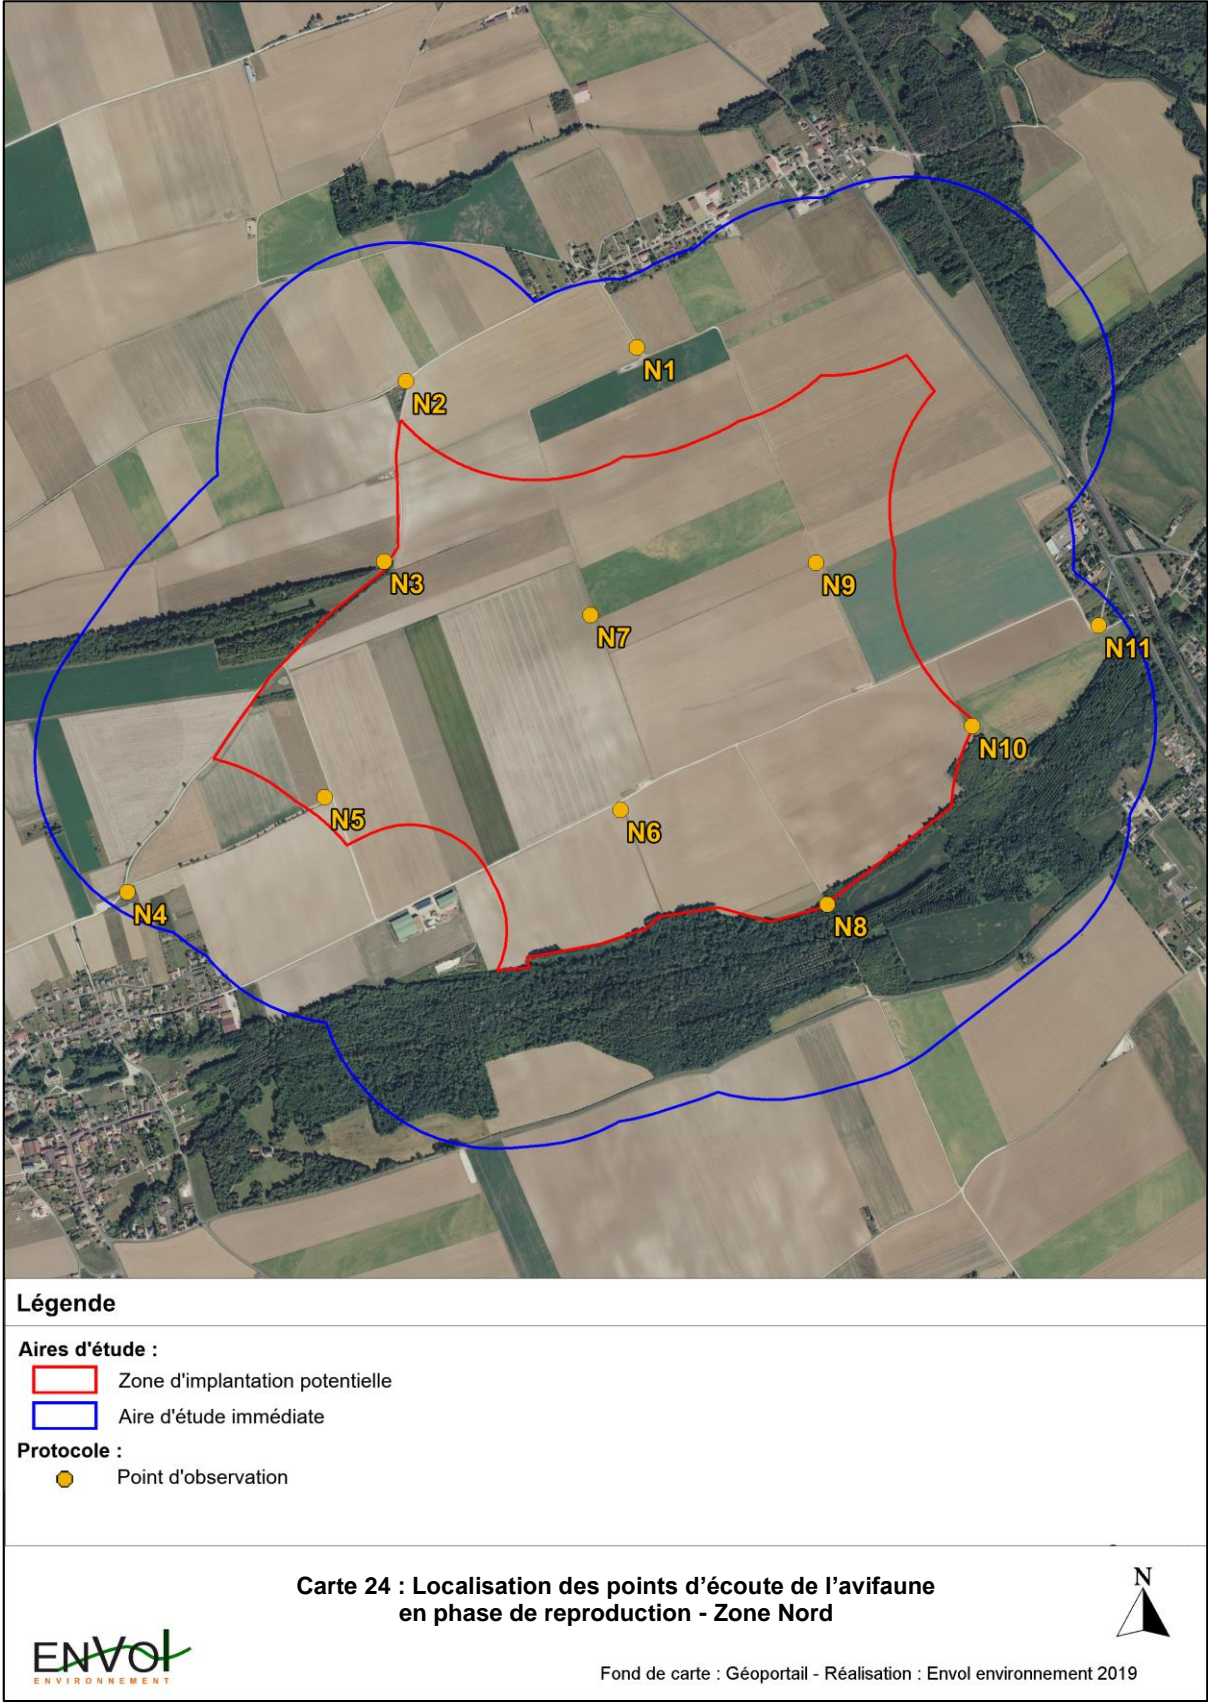 N1
N2
N3
N9
N7
N11
N10
N5
N6
N4
N8
Légende
Aires d'étude :
Zone d'implantation potentielle
Aire d'étude immédiate
Protocole :
Point d'observation
Carte 24 : Localisation des points d'écoute de l'avifaune
en phase de reproduction - Zone Nord
N
ENVOl
ENVIRONNEMENT
Fond de carte : Géoportail - Réalisation : Envol environnement 2019